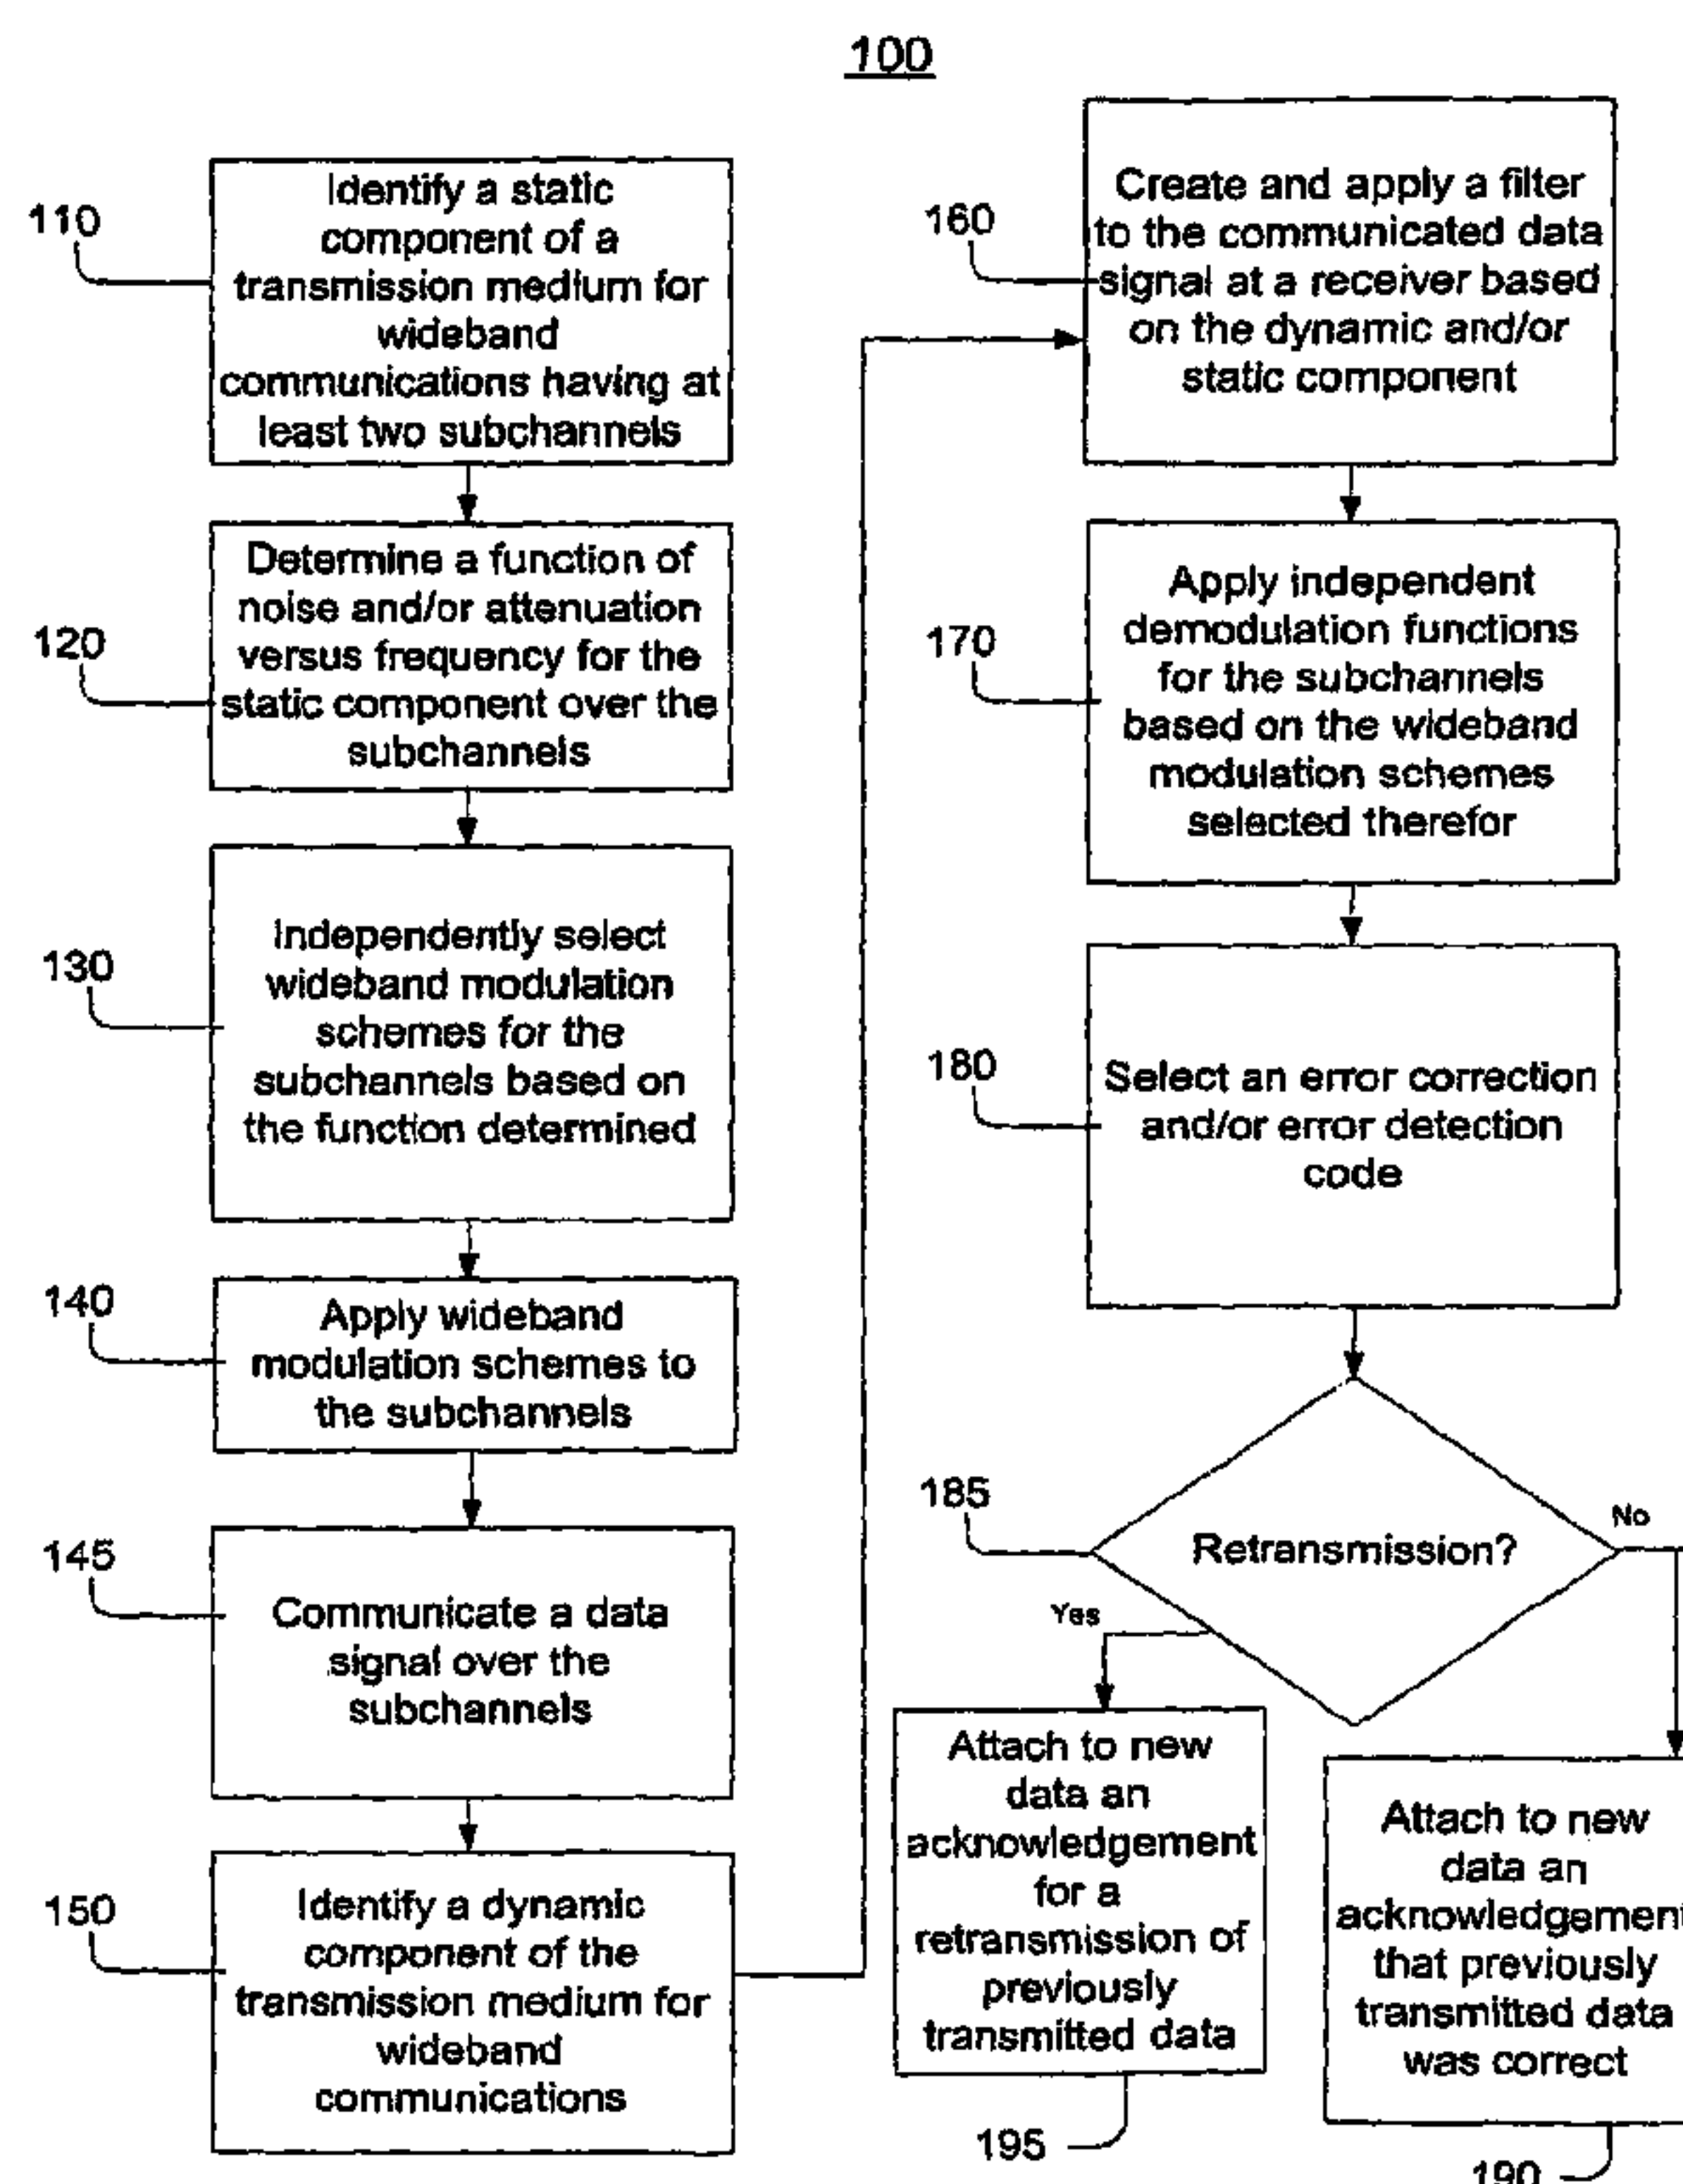 100
110
Identify a static
component of a
transmission medium for
wideband
communications having at
least two subchannels
120
Determine a function of
noise and/or attenuation
versus frequency for the
static component over the
subchannels
130
Independently select
wideband modulation
schemes for the
subchannels based on
the function determined
140
Apply wideband
modulation schemes to
the subchannels
145
Communicate a data
signal over the
subchannels
150
Identify a dynamic
component of the
transmission medium for
wideband
communications
160
Create and apply a filter
to the communicated data
signal at a receiver based
on the dynamic and/or
static component
170
Apply independent
demodulation functions
for the subchannels
based on the wideband
modulation schemes
selected therefor
180
Select an error correction
and/or error detection
code
185
Retransmission?
No
Yes
Attach to new
data an
acknowledgement
for a
retransmission of
previously
transmitted data
195
Attach to new
data an
acknowledgement
that previously
transmitted data
was correct
190